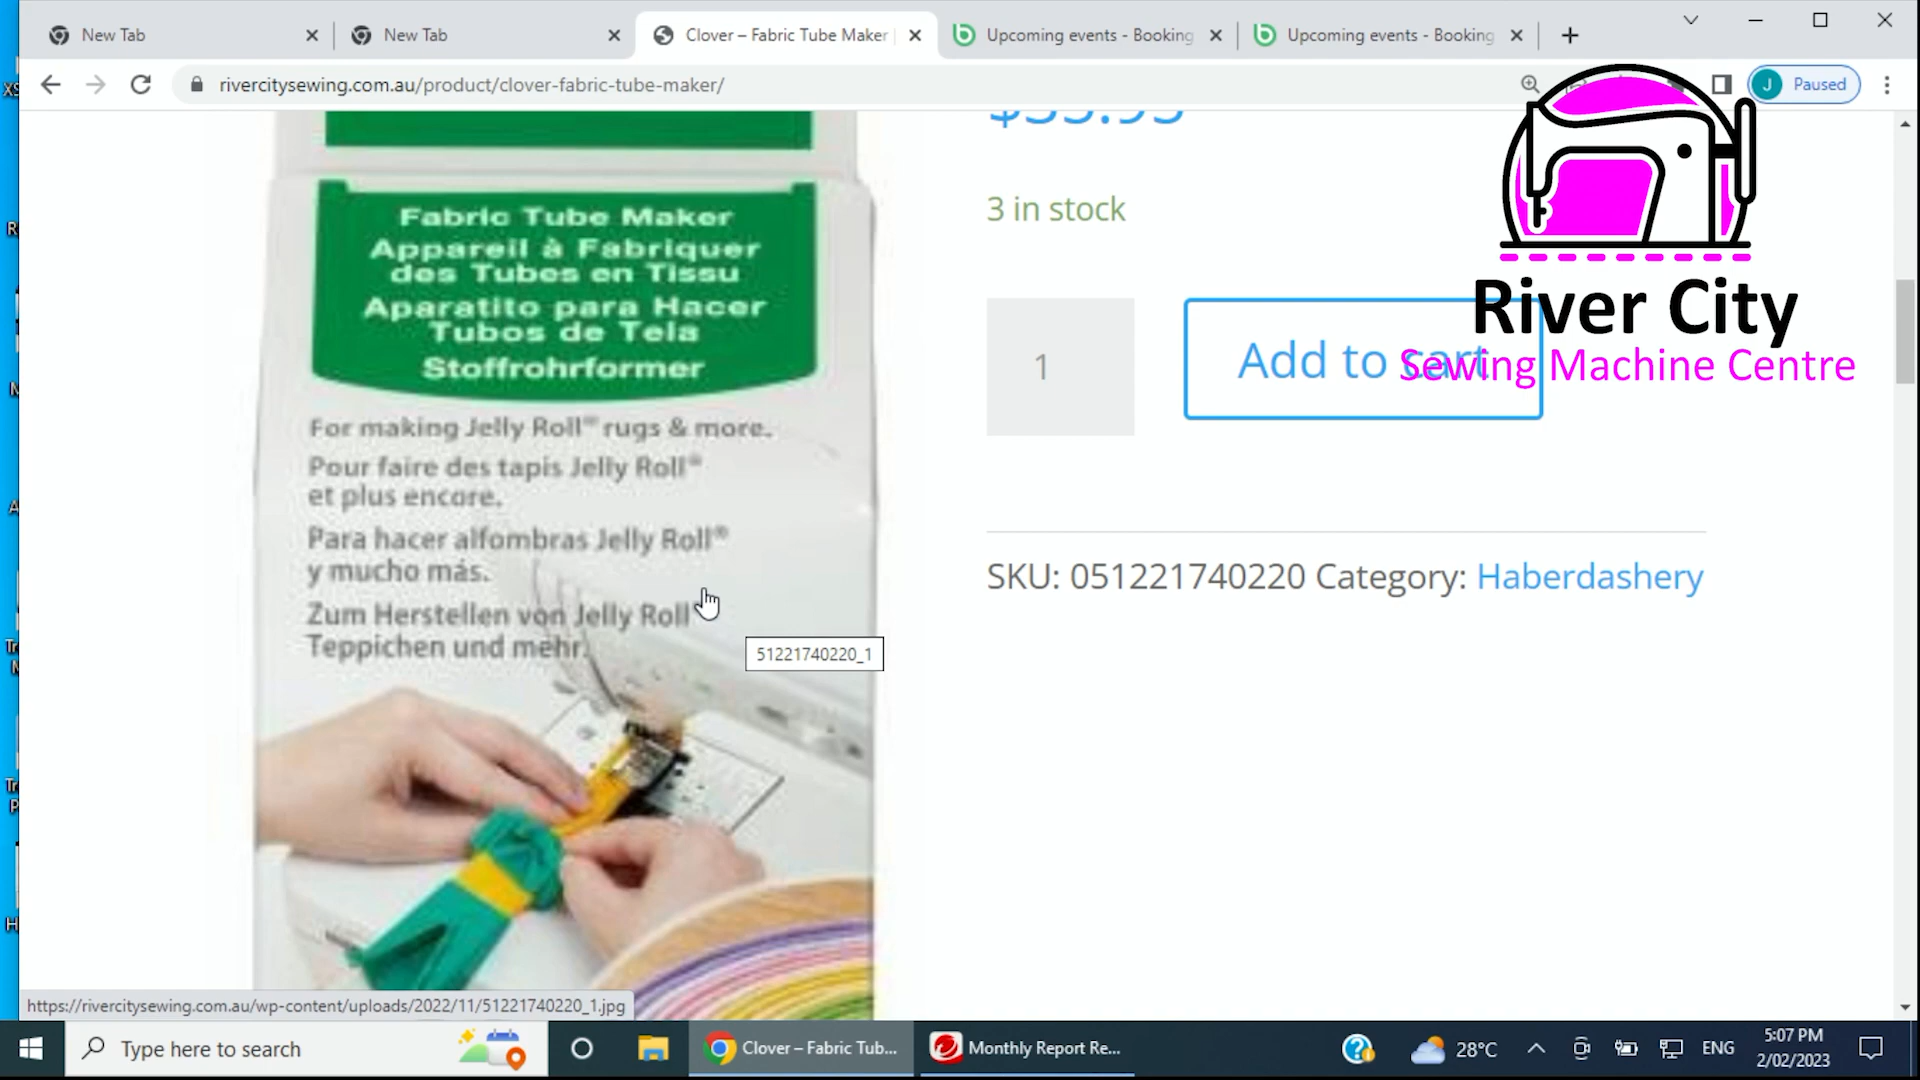 New Tab
New Tab
Clover – Fabric Tube Maker
Upcoming events - Booking
Upcoming events - Booking
rivercitysewing.com.au/product/clover-fabric-tube-maker/
J
Paused
3 in stock
1
Add to cart
SKU: 051221740220 Category: Haberdashery
River City
Sewing Machine Centre
Fabric Tube Maker
Appareil à Fabriquer
des Tubes en Tissu
Aparatito para Hacer
Tubos de Tela
Stoffrohrformer
For making Jelly Roll® rugs & more.
Pour faire des tapis Jelly Roll®
et plus encore.
Para hacer alfombras Jelly Roll®
y mucho más.
Zum Herstellen von Jelly Roll
Teppichen und mehr.
51221740220_1
https://rivercitysewing.com.au/wp-content/uploads/2022/11/51221740220_1.jpg
Type here to search
Clover – Fabric Tub...
Monthly Report Re...
28°C
ENG
5:07 PM
2/02/2023